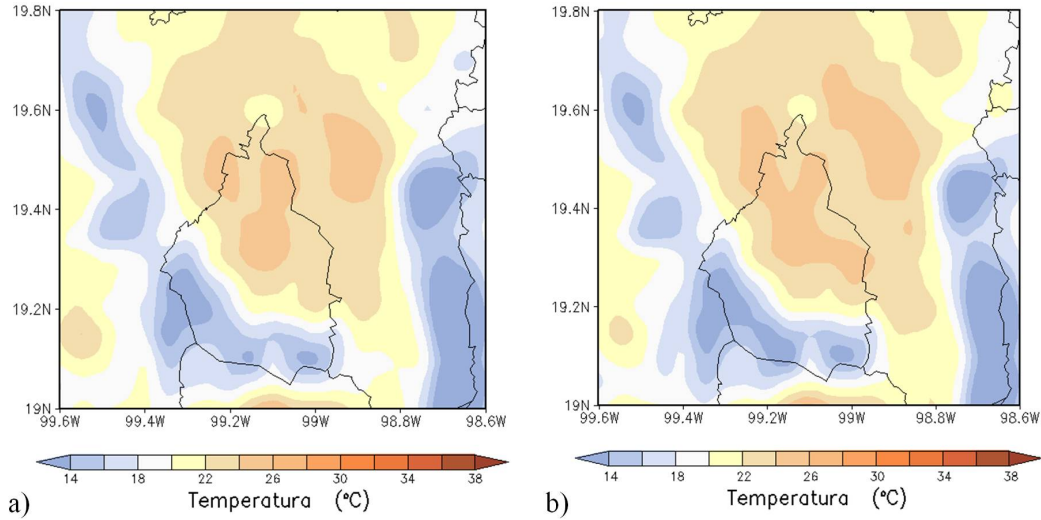 19.8N
19.6N
19.4N
19.2N
19N
99.6W 99.4W 99.2W 99W 98.8W 98.6W
14 18 22 26 30 34 38
Temperatura (°C)
a)
19.8N
19.6N
19.4N
19.2N
19N
99.6W 99.4W 99.2W 99W 98.8W 98.6W
14 18 22 26 30 34 38
Temperatura (°C)
b)